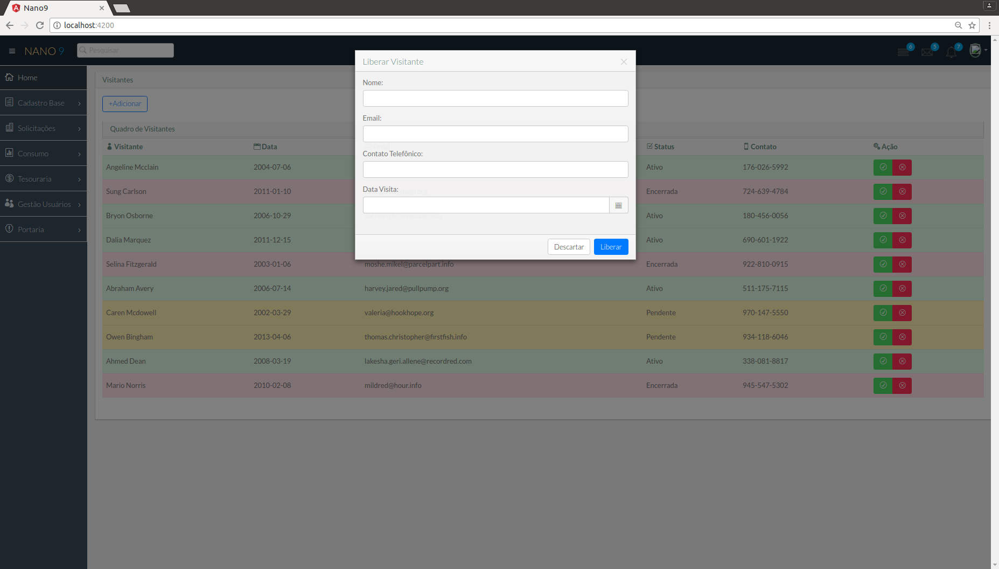 Nano9
localhost:4200
NANO 9
Pesquisar
6
5
7
Home
Cadastro Base
Solicitações
Consumo
Tesouraria
Gestão Usuários
Portaria
Visitantes
+Adicionar
Quadro de Visitantes
Visitante Data Email Status Contato Ação
Angeline Mcclain 2004-07-06 Ativo 176-026-5992
Sung Carlson 2011-01-10 Encerrada 724-639-4784
Bryon Osborne 2006-10-29 Ativo 180-456-0056
Dalia Marquez 2011-12-15 Ativo 690-601-1922
Selina Fitzgerald 2003-01-06 moshe.mikel@parcelpart.info Encerrada 922-810-0915
Abraham Avery 2006-07-14 harvey.jared@pullpump.org Ativo 511-175-7115
Caren Mcdowell 2002-03-29 valeria@hookhope.org Pendente 970-147-5550
Owen Bingham 2013-04-06 thomas.christopher@firstfish.info Pendente 934-118-6046
Ahmed Dean 2008-03-19 lakesha.geri.allene@recordred.com Ativo 338-081-8817
Mario Norris 2010-02-08 mildred@hour.info Encerrada 945-547-5302
Liberar Visitante
Nome:
Email:
Contato Telefônico:
Data Visita:
Descartar Liberar